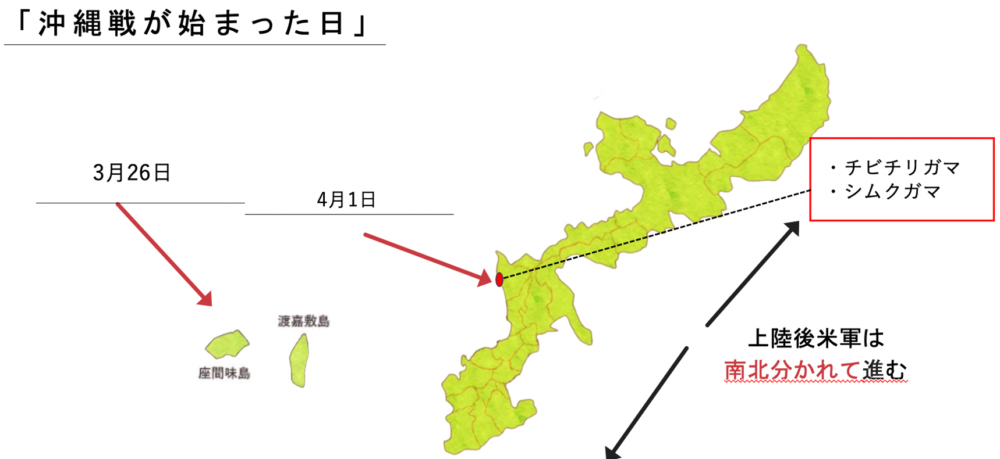 「沖縄戦が始まった日」
3月26日
4月1日
・チビチリガマ
・シムクガマ
渡嘉敷島
座間味島
上陸後米軍は
南北分かれて進む